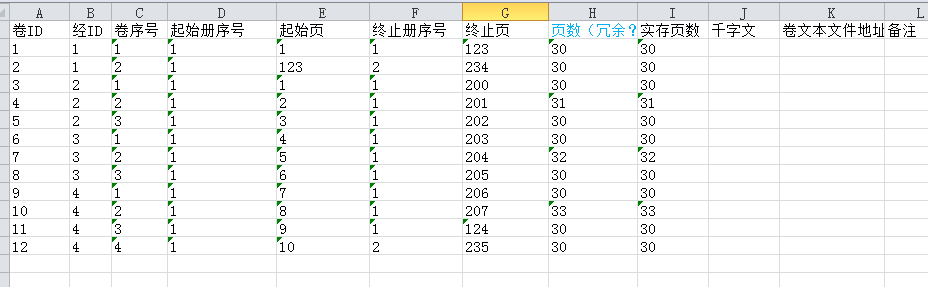 A B C D E F G H I J K L
卷ID 经ID 卷序号 起始册序号 起始页 终止册序号 终止页 页数（冗余? 实存页数 千字文 卷文本文件地址 备注
1 1 1 1 1 1 123 30 30
2 1 2 1 123 2 234 30 30
3 2 1 1 1 1 200 30 30
4 2 2 1 2 1 201 31 31
5 2 3 1 3 1 202 30 30
6 3 1 1 4 1 203 30 30
7 3 2 1 5 1 204 32 32
8 3 3 1 6 1 205 30 30
9 4 1 1 7 1 206 30 30
10 4 2 1 8 1 207 33 33
11 4 3 1 9 1 124 30 30
12 4 4 1 10 2 235 30 30